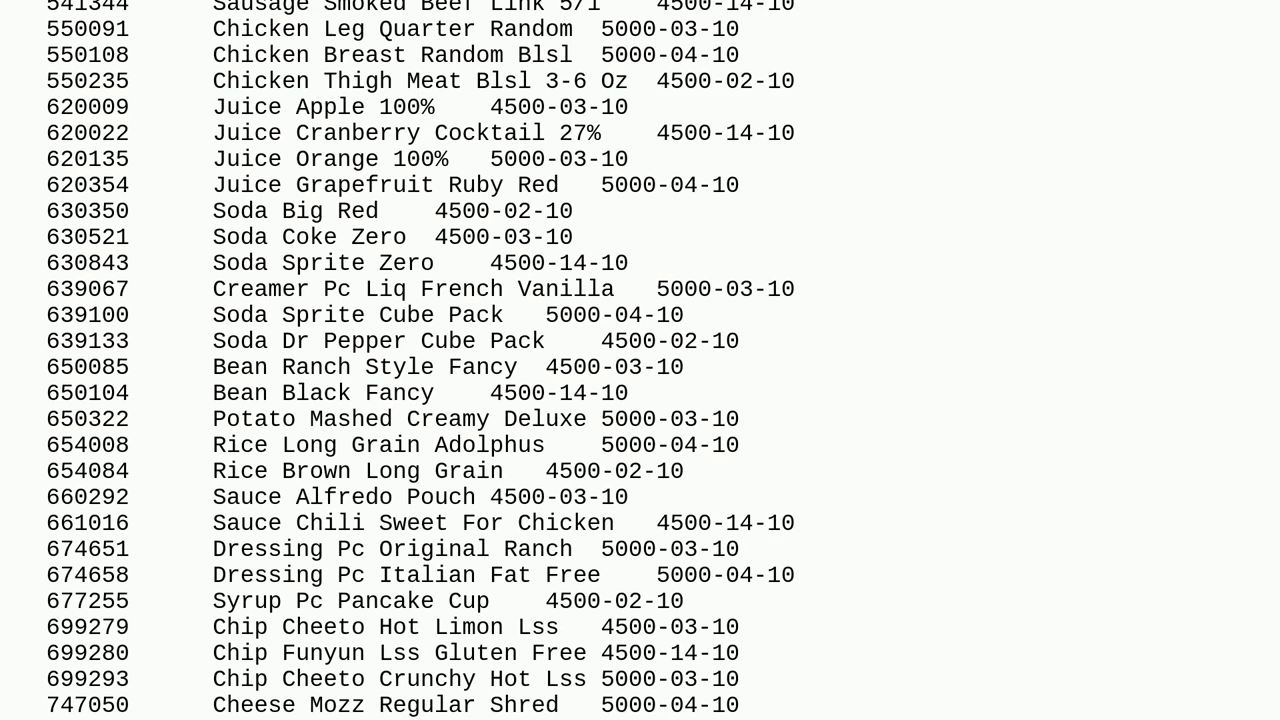 541344 Sausage Smoked Beef Link 5/1 4500-14-10
550091 Chicken Leg Quarter Random 5000-03-10
550108 Chicken Breast Random Blsl 5000-04-10
550235 Chicken Thigh Meat Blsl 3-6 Oz 4500-02-10
620009 Juice Apple 100% 4500-03-10
620022 Juice Cranberry Cocktail 27% 4500-14-10
620135 Juice Orange 100% 5000-03-10
620354 Juice Grapefruit Ruby Red 5000-04-10
630350 Soda Big Red 4500-02-10
630521 Soda Coke Zero 4500-03-10
630843 Soda Sprite Zero 4500-14-10
639067 Creamer Pc Liq French Vanilla 5000-03-10
639100 Soda Sprite Cube Pack 5000-04-10
639133 Soda Dr Pepper Cube Pack 4500-02-10
650085 Bean Ranch Style Fancy 4500-03-10
650104 Bean Black Fancy 4500-14-10
650322 Potato Mashed Creamy Deluxe 5000-03-10
654008 Rice Long Grain Adolphus 5000-04-10
654084 Rice Brown Long Grain 4500-02-10
660292 Sauce Alfredo Pouch 4500-03-10
661016 Sauce Chili Sweet For Chicken 4500-14-10
674651 Dressing Pc Original Ranch 5000-03-10
674658 Dressing Pc Italian Fat Free 5000-04-10
677255 Syrup Pc Pancake Cup 4500-02-10
699279 Chip Cheeto Hot Limon Lss 4500-03-10
699280 Chip Funyun Lss Gluten Free 4500-14-10
699293 Chip Cheeto Crunchy Hot Lss 5000-03-10
747050 Cheese Mozz Regular Shred 5000-04-10